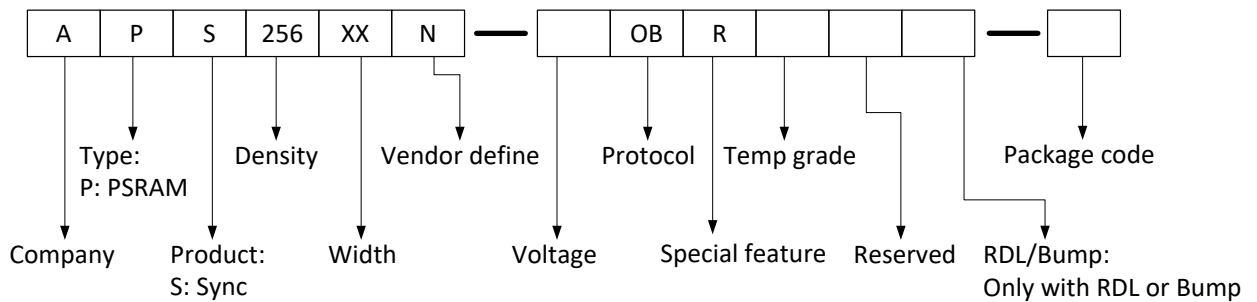 A P S 256 XX N — OB R —
Type: Density Vendor define Protocol Temp grade Package code
P: PSRAM
Company Product: Width Voltage Special feature Reserved RDL/Bump:
S: Sync Only with RDL or Bump